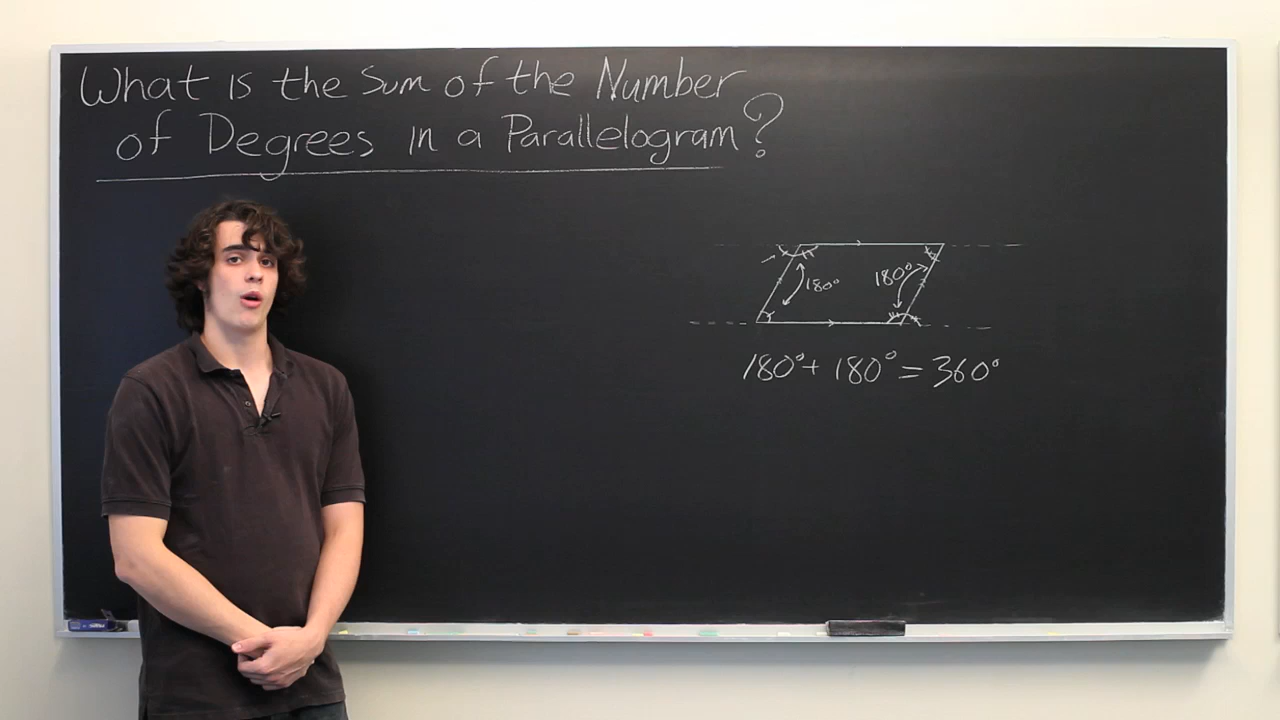 What is the Sum of the Number
of Degrees in a Parallelogram?
180° 180°
180° + 180° = 360°